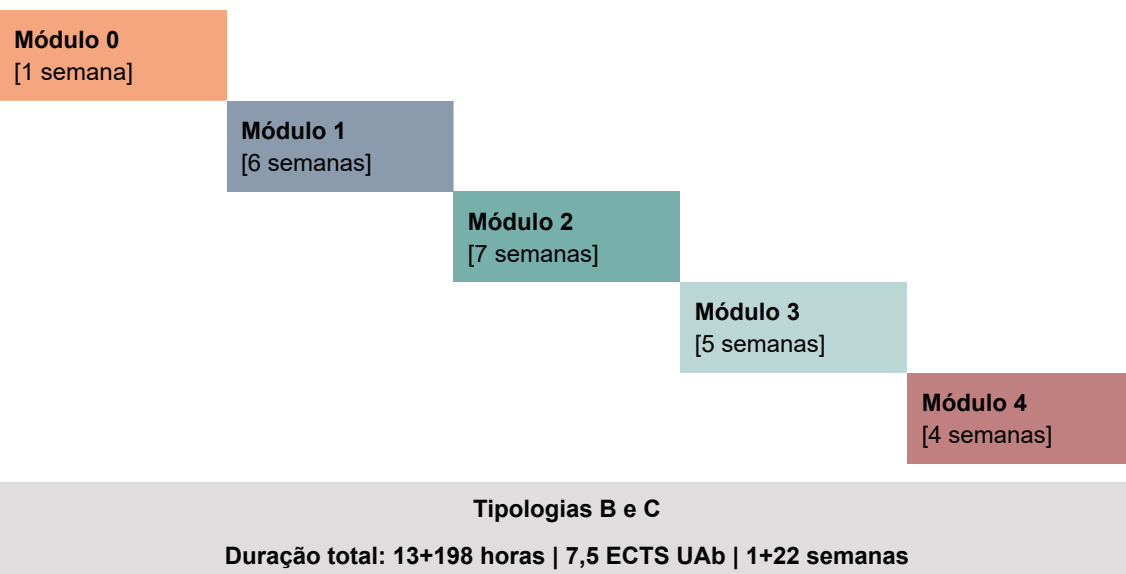 Módulo 0
[1 semana]
Módulo 1
[6 semanas]
Módulo 2
[7 semanas]
Módulo 3
[5 semanas]
Módulo 4
[4 semanas]
Tipologias B e C
Duração total: 13+198 horas | 7,5 ECTS UAb | 1+22 semanas